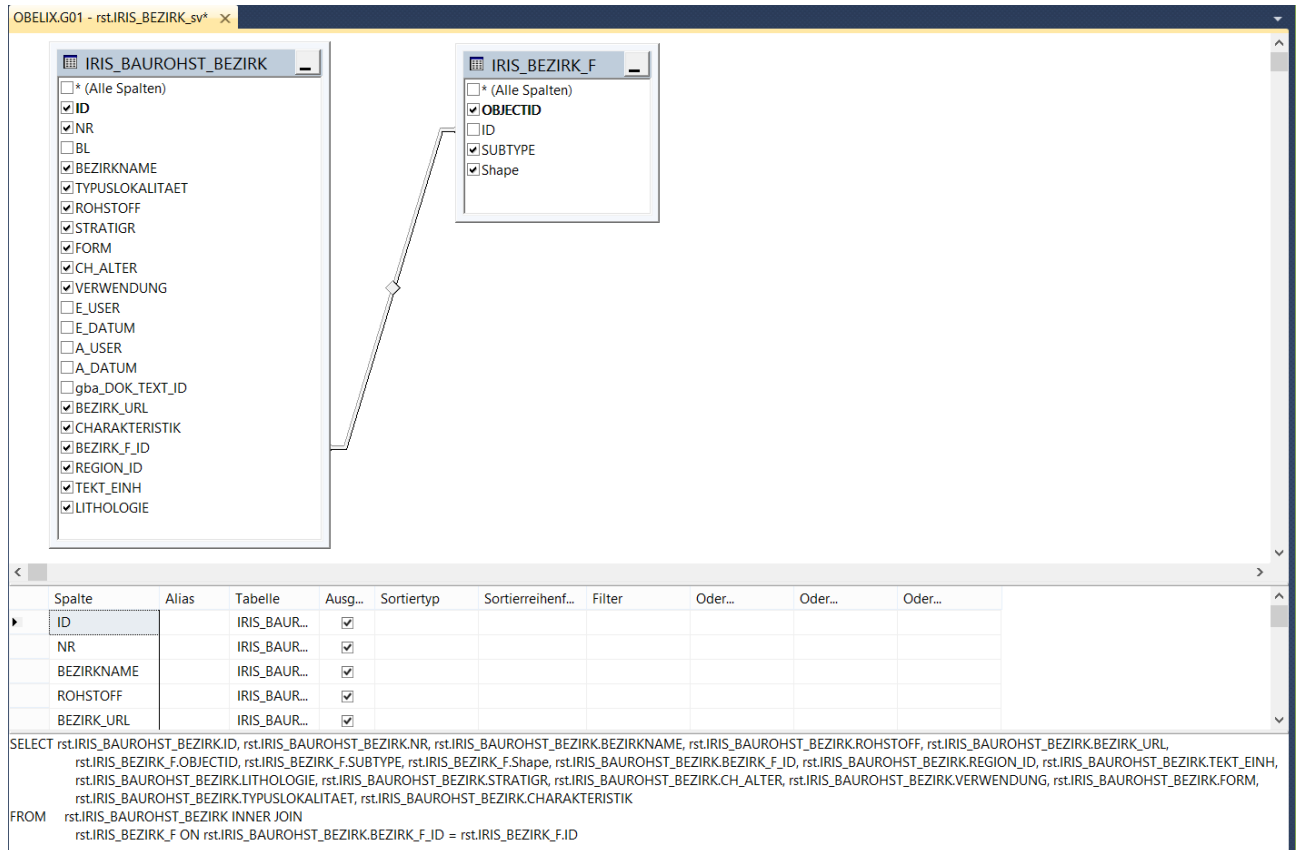 OBELIX.G01 - rst.IRIS_BEZIRK_sv*
IRIS_BAUROHST_BEZIRK
* (Alle Spalten)
ID
NR
BL
BEZIRKNAME
TYPUSLOKALITAET
ROHSTOFF
STRATIGR
FORM
CH_ALTER
VERWENDUNG
E_USER
E_DATUM
A_USER
A_DATUM
gba_DOK_TEXT_ID
BEZIRK_URL
CHARAKTERISTIK
BEZIRK_F_ID
REGION_ID
TEKT_EINH
LITHOLOGIE
IRIS_BEZIRK_F
* (Alle Spalten)
OBJECTID
ID
SUBTYPE
Shape
Spalte Alias Tabelle Ausg... Sortiertyp Sortierreihenf... Filter Oder... Oder... Oder...
ID IRIS_BAUR...
NR IRIS_BAUR...
BEZIRKNAME IRIS_BAUR...
ROHSTOFF IRIS_BAUR...
BEZIRK_URL IRIS_BAUR...
SELECT rst.IRIS_BAUROHST_BEZIRK.ID, rst.IRIS_BAUROHST_BEZIRK.NR, rst.IRIS_BAUROHST_BEZIRK.BEZIRKNAME, rst.IRIS_BAUROHST_BEZIRK.ROHSTOFF, rst.IRIS_BAUROHST_BEZIRK.BEZIRK_URL,
rst.IRIS_BEZIRK_F.OBJECTID, rst.IRIS_BEZIRK_F.SUBTYPE, rst.IRIS_BEZIRK_F.Shape, rst.IRIS_BAUROHST_BEZIRK.BEZIRK_F_ID, rst.IRIS_BAUROHST_BEZIRK.REGION_ID, rst.IRIS_BAUROHST_BEZIRK.TEKT_EINH,
rst.IRIS_BAUROHST_BEZIRK.LITHOLOGIE, rst.IRIS_BAUROHST_BEZIRK.STRATIGR, rst.IRIS_BAUROHST_BEZIRK.CH_ALTER, rst.IRIS_BAUROHST_BEZIRK.VERWENDUNG, rst.IRIS_BAUROHST_BEZIRK.FORM,
rst.IRIS_BAUROHST_BEZIRK.TYPUSLOKALITAET, rst.IRIS_BAUROHST_BEZIRK.CHARAKTERISTIK
FROM rst.IRIS_BAUROHST_BEZIRK INNER JOIN
rst.IRIS_BEZIRK_F ON rst.IRIS_BAUROHST_BEZIRK.BEZIRK_F_ID = rst.IRIS_BEZIRK_F.ID